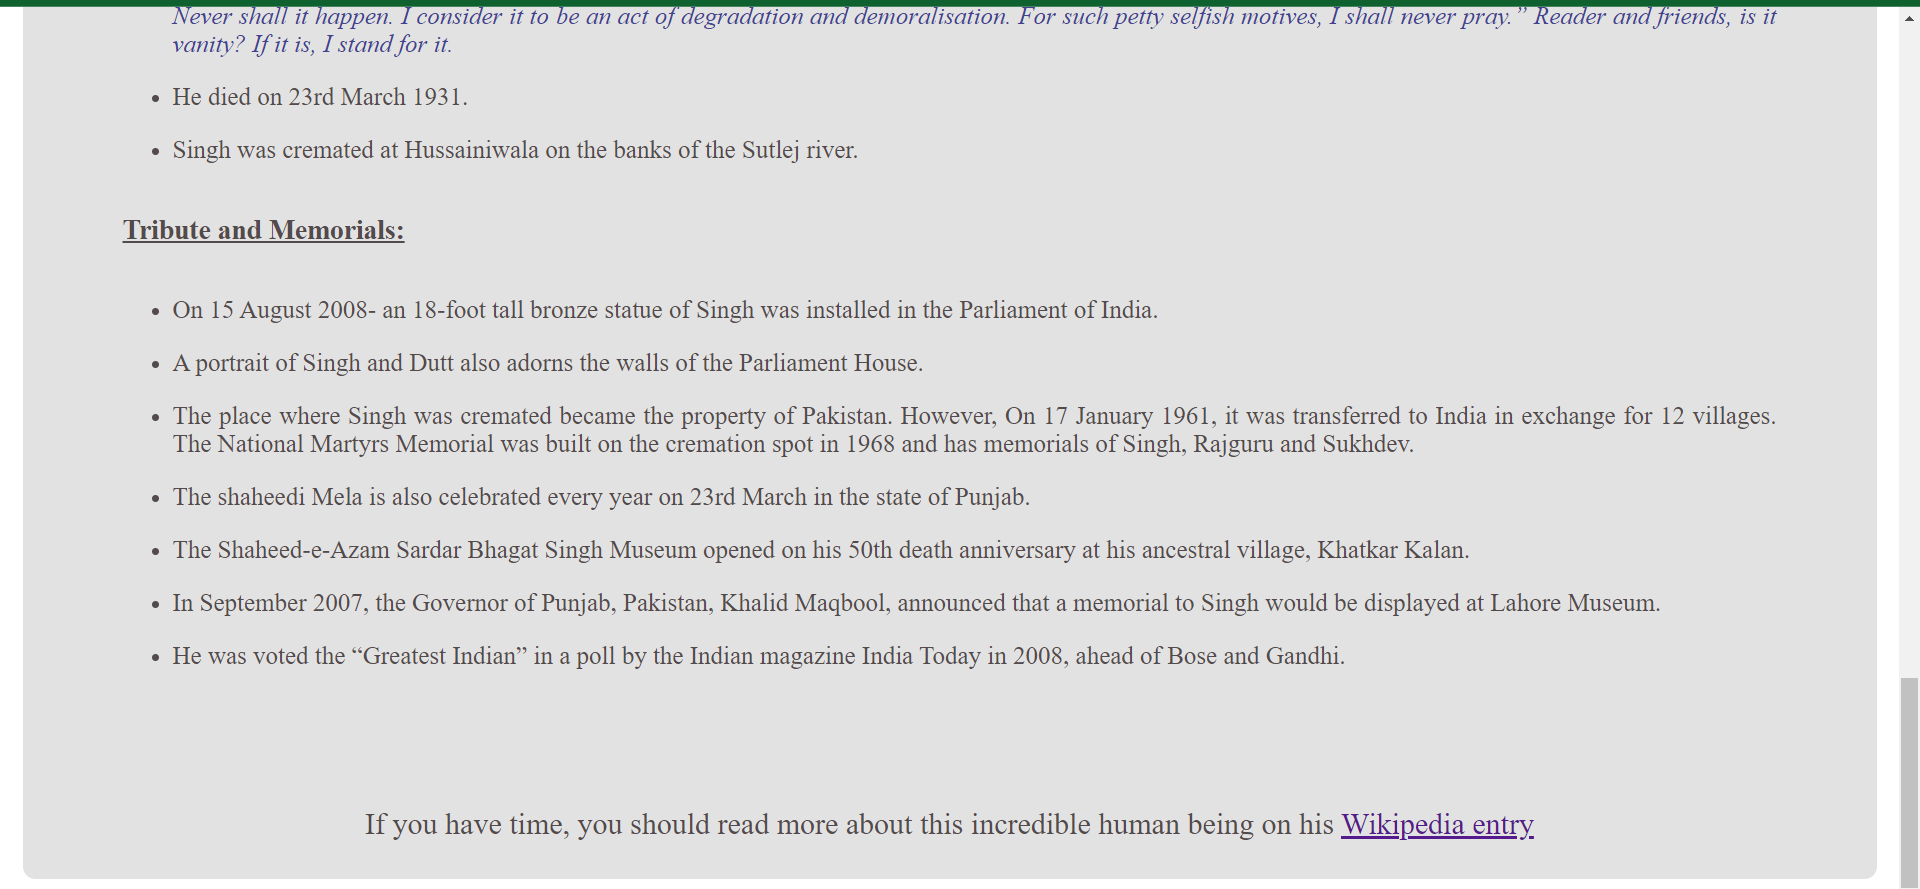 Never shall it happen. I consider it to be an act of degradation and demoralisation. For such petty selfish motives, I shall never pray.” Reader and friends, is it
vanity? If it is, I stand for it.
• He died on 23rd March 1931.
• Singh was cremated at Hussainiwala on the banks of the Sutlej river.
Tribute and Memorials:
• On 15 August 2008- an 18-foot tall bronze statue of Singh was installed in the Parliament of India.
• A portrait of Singh and Dutt also adorns the walls of the Parliament House.
• The place where Singh was cremated became the property of Pakistan. However, On 17 January 1961, it was transferred to India in exchange for 12 villages.
The National Martyrs Memorial was built on the cremation spot in 1968 and has memorials of Singh, Rajguru and Sukhdev.
• The shaheedi Mela is also celebrated every year on 23rd March in the state of Punjab.
• The Shaheed-e-Azam Sardar Bhagat Singh Museum opened on his 50th death anniversary at his ancestral village, Khatkar Kalan.
• In September 2007, the Governor of Punjab, Pakistan, Khalid Maqbool, announced that a memorial to Singh would be displayed at Lahore Museum.
• He was voted the “Greatest Indian” in a poll by the Indian magazine India Today in 2008, ahead of Bose and Gandhi.
If you have time, you should read more about this incredible human being on his Wikipedia entry